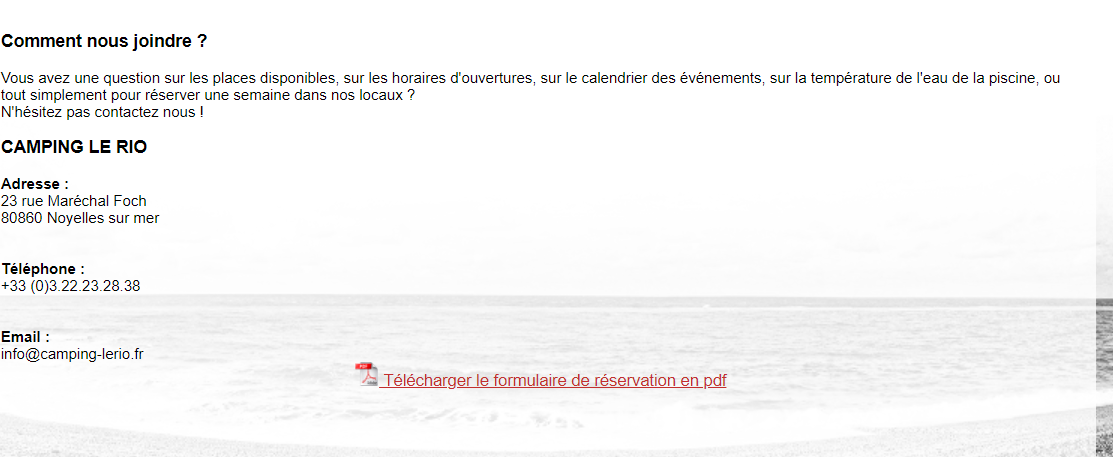 Comment nous joindre ?
Vous avez une question sur les places disponibles, sur les horaires d'ouvertures, sur le calendrier des événements, sur la température de l'eau de la piscine, ou
tout simplement pour réserver une semaine dans nos locaux ?
N'hésitez pas contactez nous !
CAMPING LE RIO
Adresse :
23 rue Maréchal Foch
80860 Noyelles sur mer
Téléphone :
+33 (0)3.22.23.28.38
Email :
info@camping-lerio.fr
Télécharger le formulaire de réservation en pdf